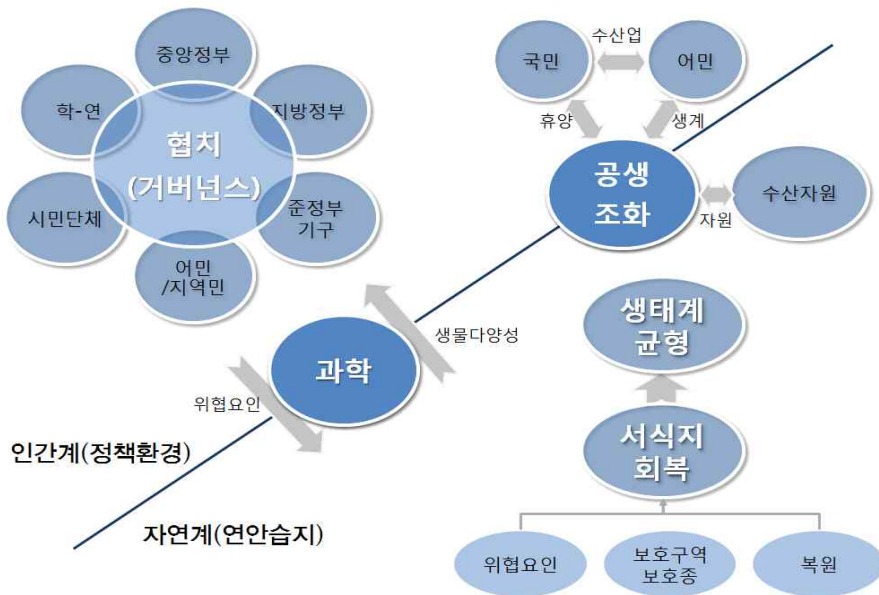 중앙정부
학-연
지방정부
협치
(거버넌스)
시민단체
준정부
기구
어민
/지역민
수산업
국민
어민
휴양
생계
공생
조화
자원
수산자원
생물다양성
과학
위협요인
생태계
균형
서식지
회복
인간계(정책환경)
자연계(연안습지)
위협요인
보호구역
보호종
복원